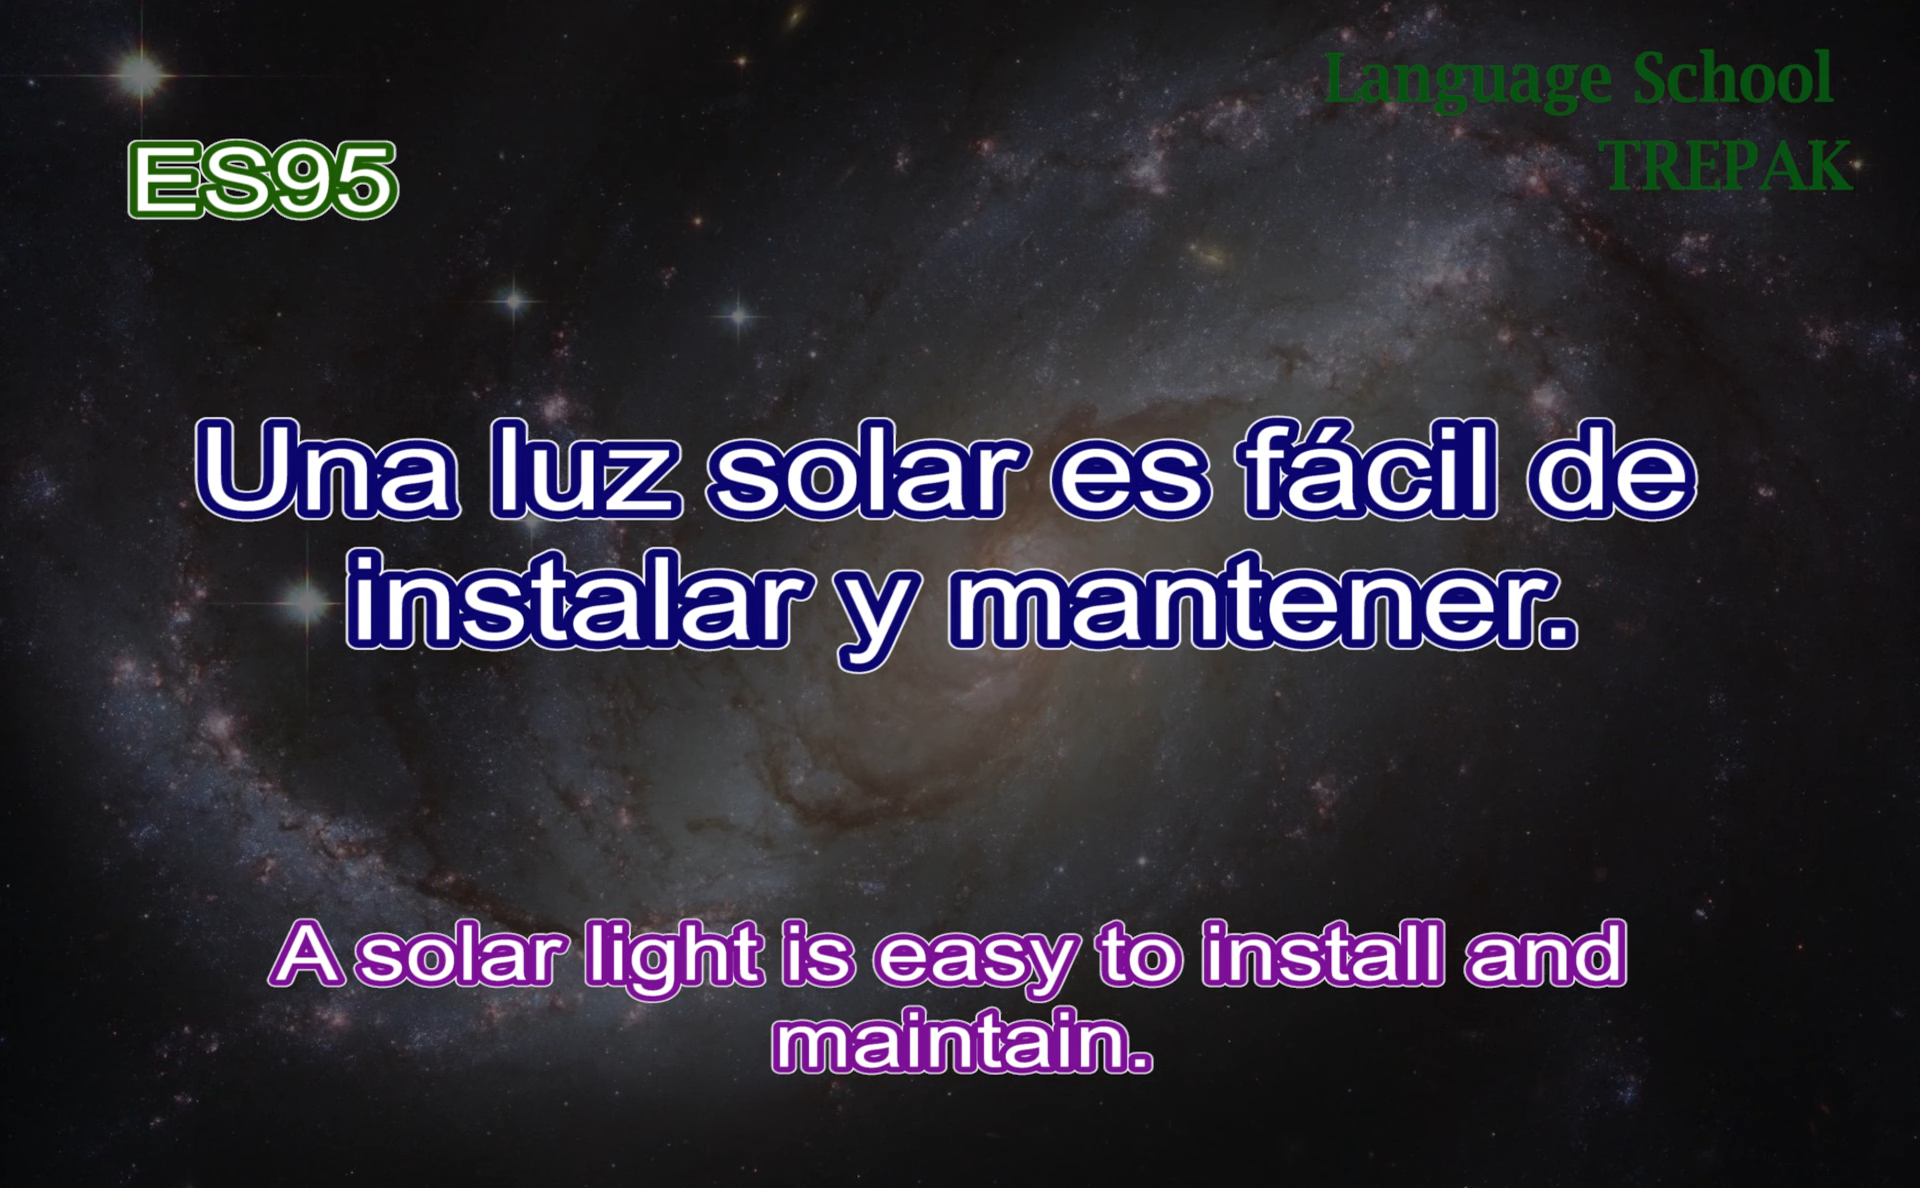 Language School
TREPAK
ES95
Una luz solar es fácil de
instalar y mantener.
A solar light is easy to install and
maintain.